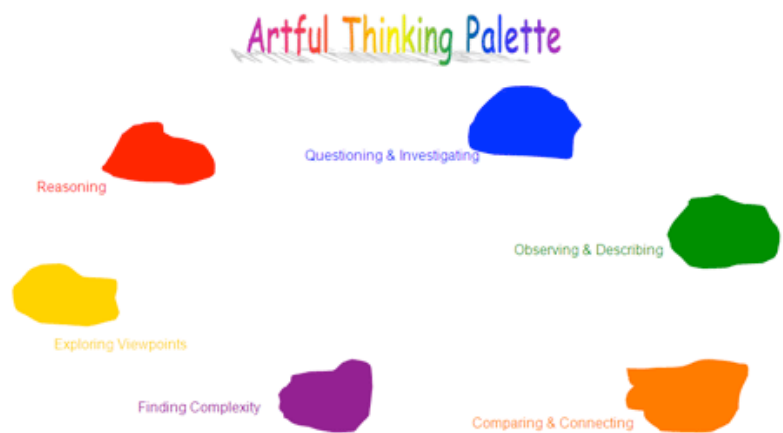 Artful Thinking Palette
Questioning & Investigating
Reasoning
Observing & Describing
Exploring Viewpoints
Finding Complexity
Comparing & Connecting